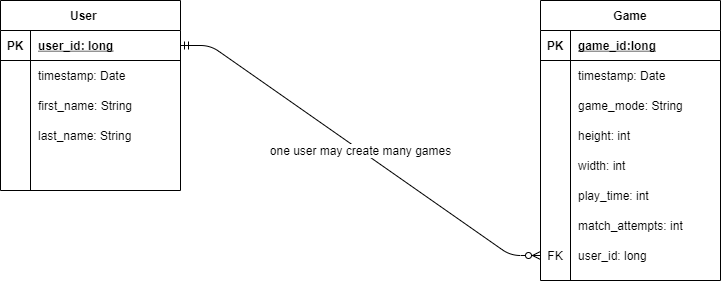 User
PK user_id: long
timestamp: Date
first_name: String
last_name: String
one user may create many games
Game
PK game_id:long
timestamp: Date
game_mode: String
height: int
width: int
play_time: int
match_attempts: int
FK user_id: long